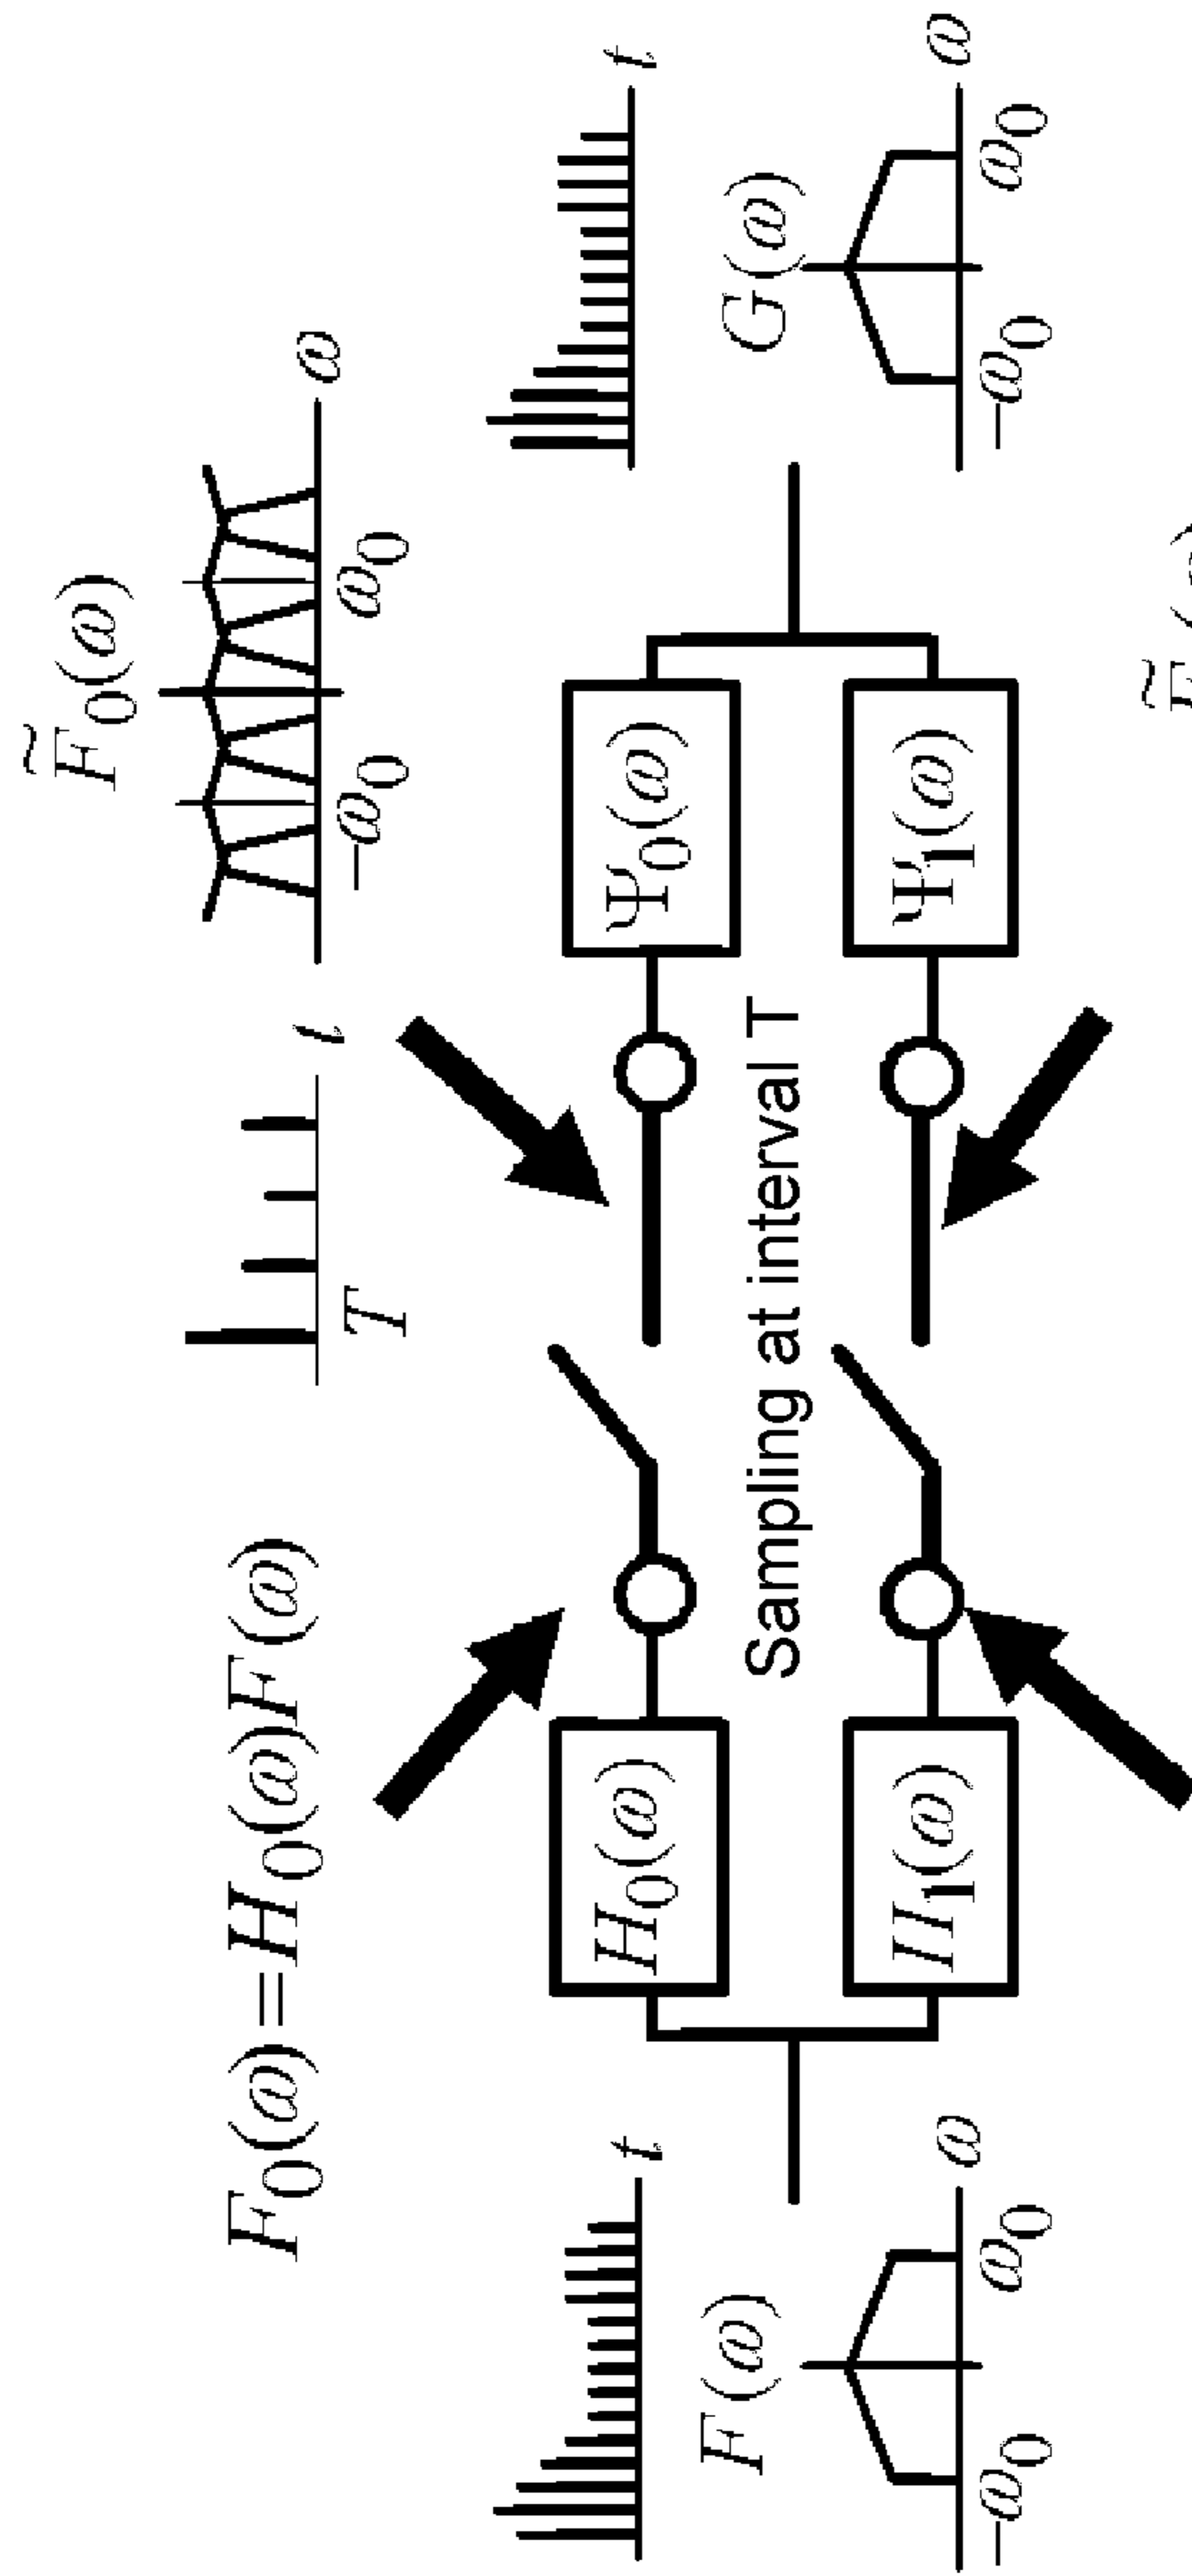 F̃₀(ω)
F₀(ω)=H₀(ω)F(ω)
t
ω
T
−ω₀
ω₀
t
t
H₀(ω)
Ψ₀(ω)
F(ω)
Sampling at interval T
G(ω)
ω
ω
H₁(ω)
Ψ₁(ω)
−ω₀
ω₀
−ω₀
ω₀